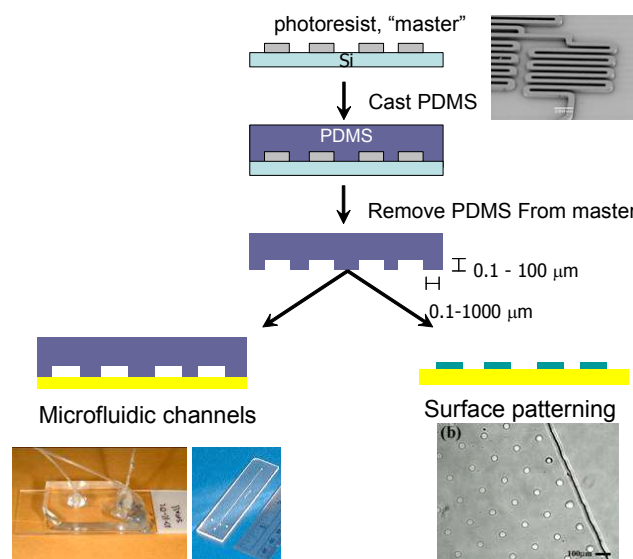 photoresist, “master”
Si
Cast PDMS
PDMS
Remove PDMS From master
0.1 - 100 μm
0.1-1000 μm
Microfluidic channels
Surface patterning
(b)
100μm